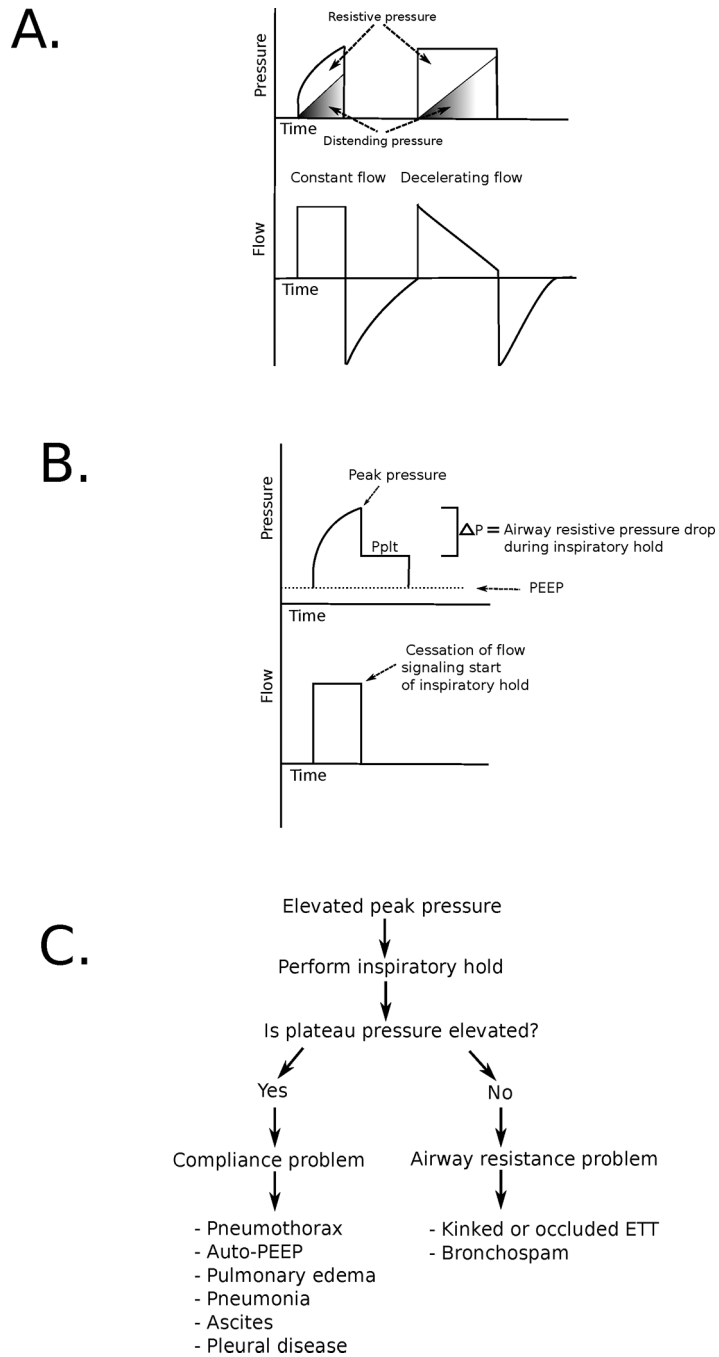 A.
Resistive pressure
Pressure
Time
Distending pressure
Constant flow
Decelerating flow
Flow
Time
B.
Peak pressure
Pressure
Pplt
ΔP = Airway resistive pressure drop
during inspiratory hold
PEEP
Time
Cessation of flow
signaling start
of inspiratory hold
Flow
Time
C.
Elevated peak pressure
Perform inspiratory hold
Is plateau pressure elevated?
Yes
No
Compliance problem
Airway resistance problem
- Pneumothorax
- Auto-PEEP
- Pulmonary edema
- Pneumonia
- Ascites
- Pleural disease
- Kinked or occluded ETT
- Bronchospam